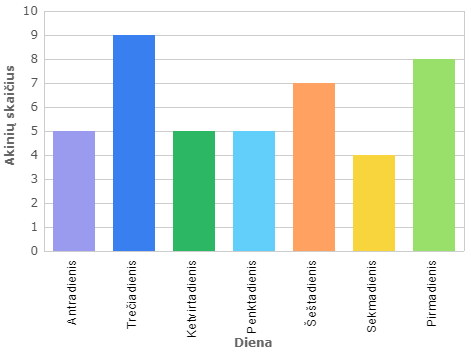 10
9
8
7
6
5
4
3
2
1
0
Akinių skaičius
Antradienis
Trečiadienis
Ketvirtadienis
Penktadienis
Šeštadienis
Sekmadienis
Pirmadienis
Diena